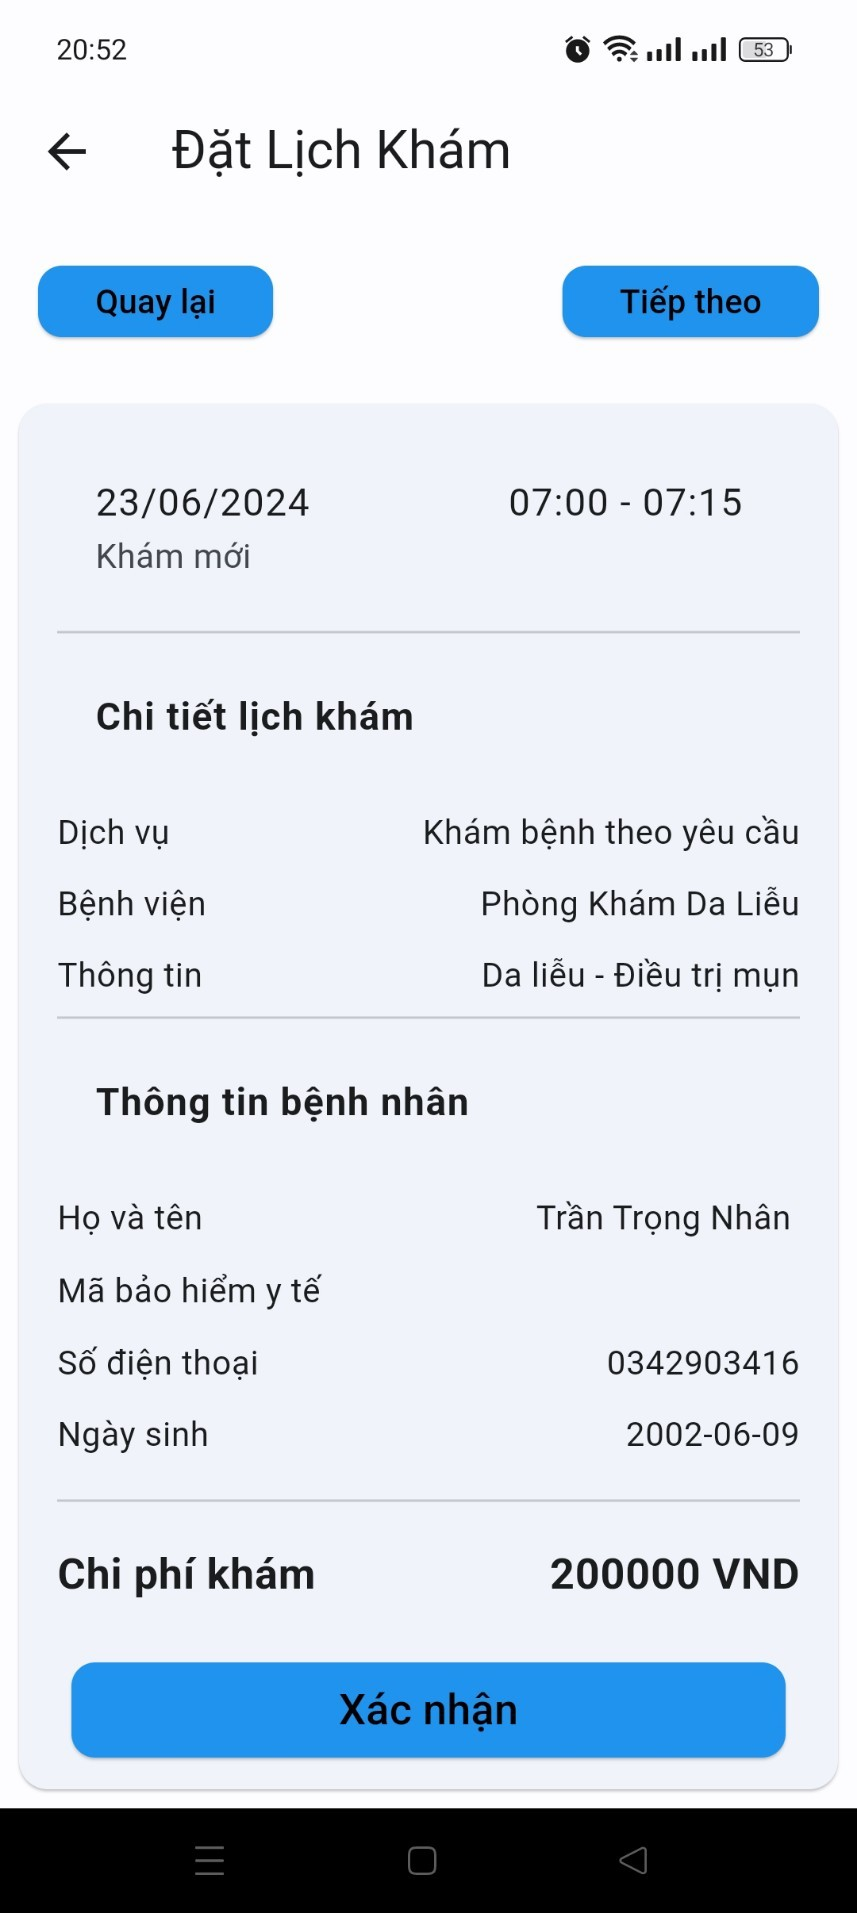 20:52
53
Đặt Lịch Khám
Quay lại Tiếp theo
23/06/2024 07:00 - 07:15
Khám mới
Chi tiết lịch khám
Dịch vụ Khám bệnh theo yêu cầu
Bệnh viện Phòng Khám Da Liễu
Thông tin Da liễu - Điều trị mụn
Thông tin bệnh nhân
Họ và tên Trần Trọng Nhân
Mã bảo hiểm y tế
Số điện thoại 0342903416
Ngày sinh 2002-06-09
Chi phí khám 200000 VND
Xác nhận